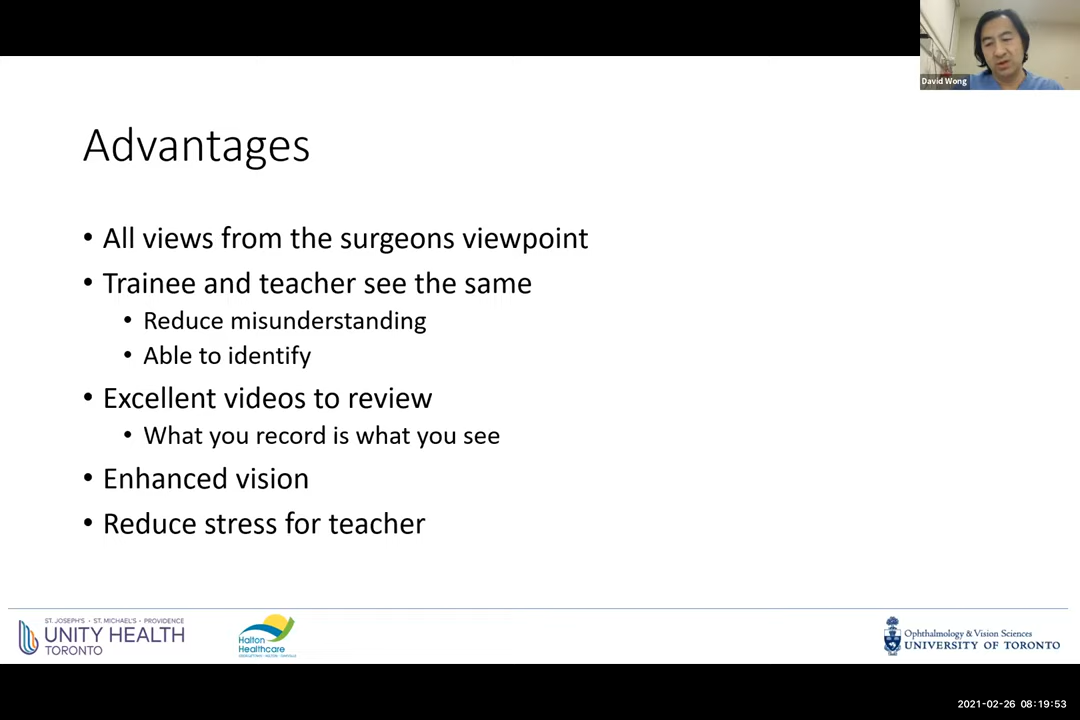 David Wong
Advantages
• All views from the surgeons viewpoint
• Trainee and teacher see the same
• Reduce misunderstanding
• Able to identify
• Excellent videos to review
• What you record is what you see
• Enhanced vision
• Reduce stress for teacher
ST. JOSEPH'S • ST. MICHAEL'S • PROVIDENCE
UNITY HEALTH
TORONTO
Halton
Healthcare
Ophthalmology & Vision Sciences
UNIVERSITY OF TORONTO
2021-02-26 08:19:53